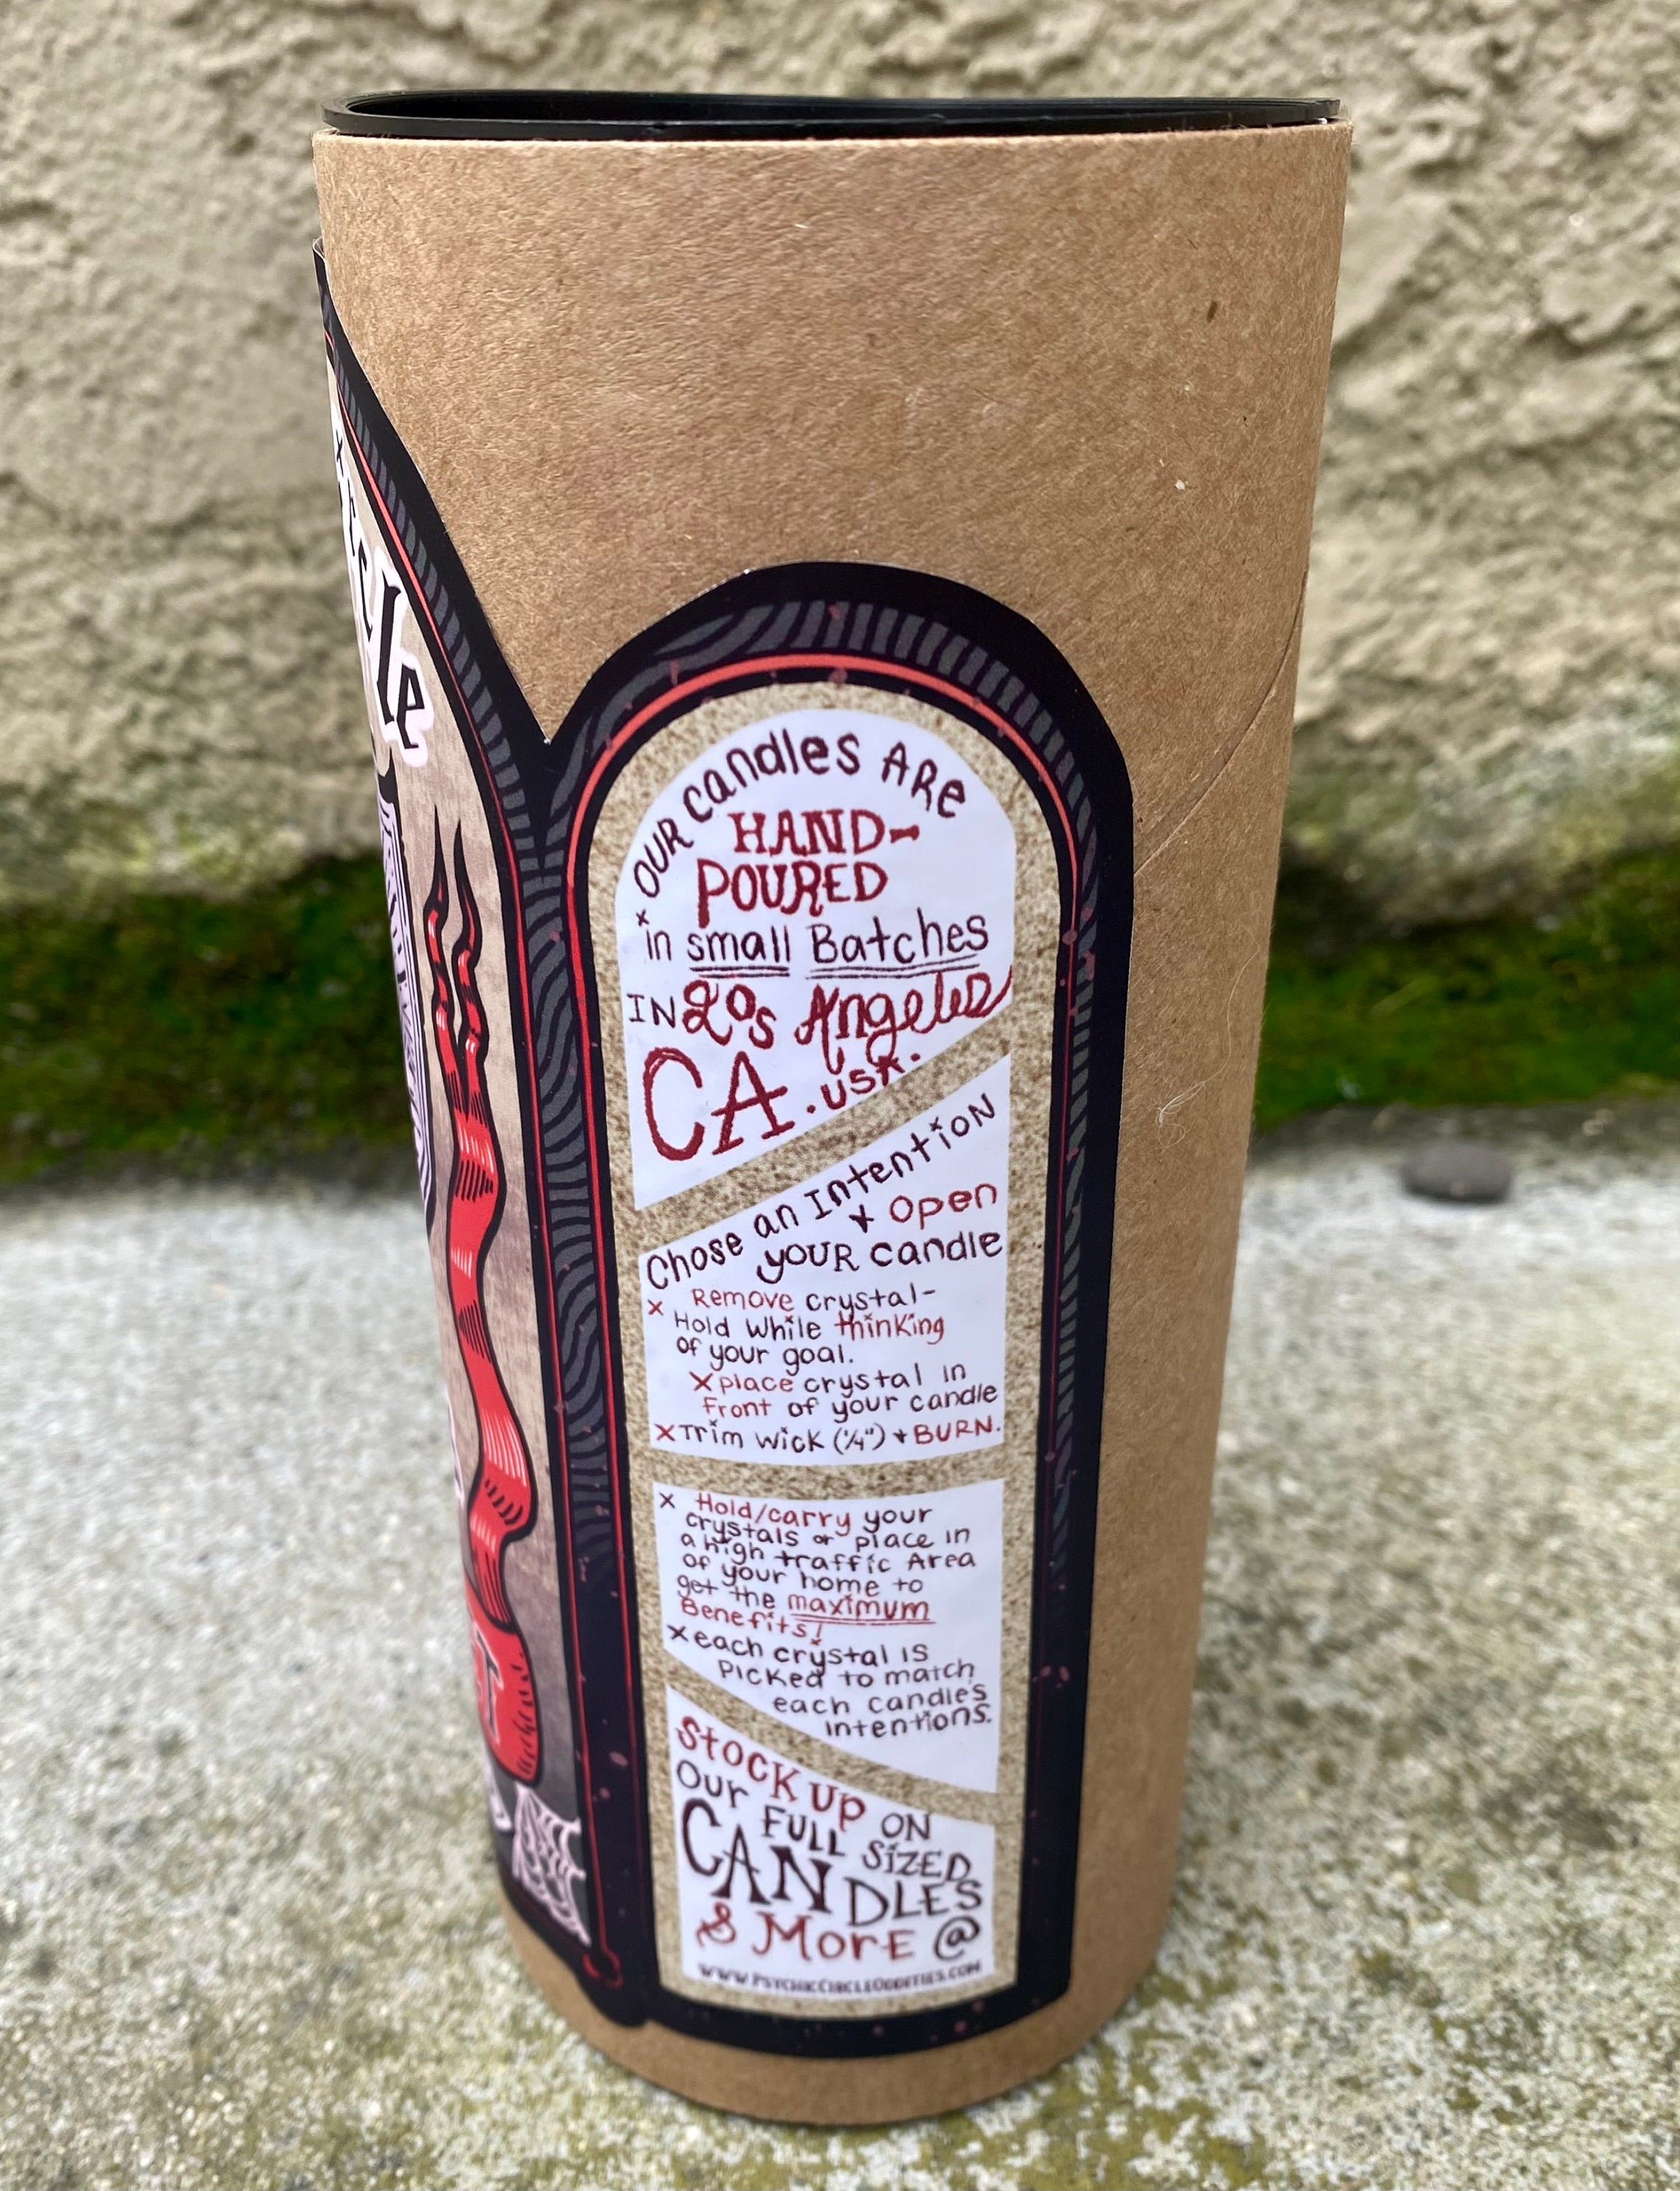 cle
OUR candles ARE
HAND-
POURED
in small Batches
IN Los Angeles
CA. USA.
Chose an Intention
+ Open
YOUR candle
x Remove crystal-
Hold while thinking
of your goal.
x place crystal in
Front of your candle
x Trim wick (1/4") + BURN.
x Hold/carry your
crystals or place in
a high traffic Area
of your home to
get the maximum
Benefits!
x each crystal is
picked to match
each candles
intentions.
Stock up ON
Our FULL SIZED
CANDLES
& More @
www.PsychicCircleOddities.com